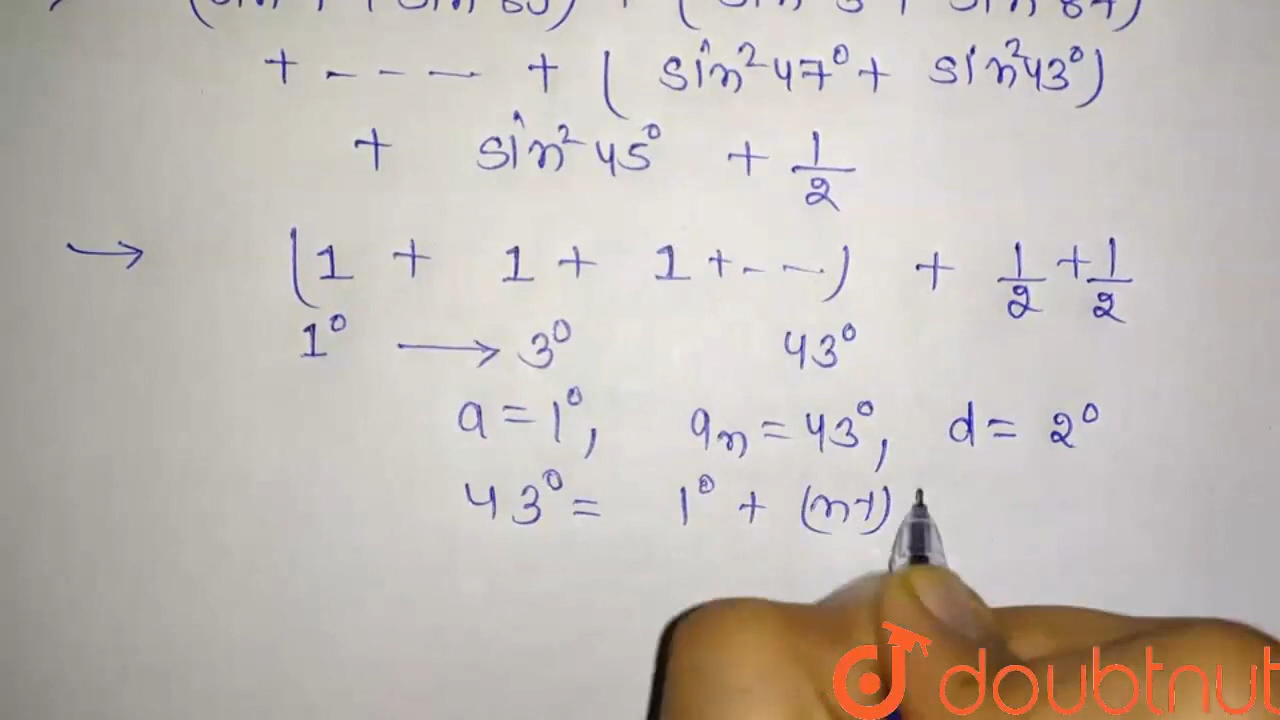 + - - - + ( sin²47° + sin²43°)
+ sin²45° + 1/2
→ (1 + 1 + 1 + - -) + 1/2 + 1/2
1° → 3° 43°
a = 1°, an = 43°, d = 2°
43° = 1° + (n-1)
doubtnut